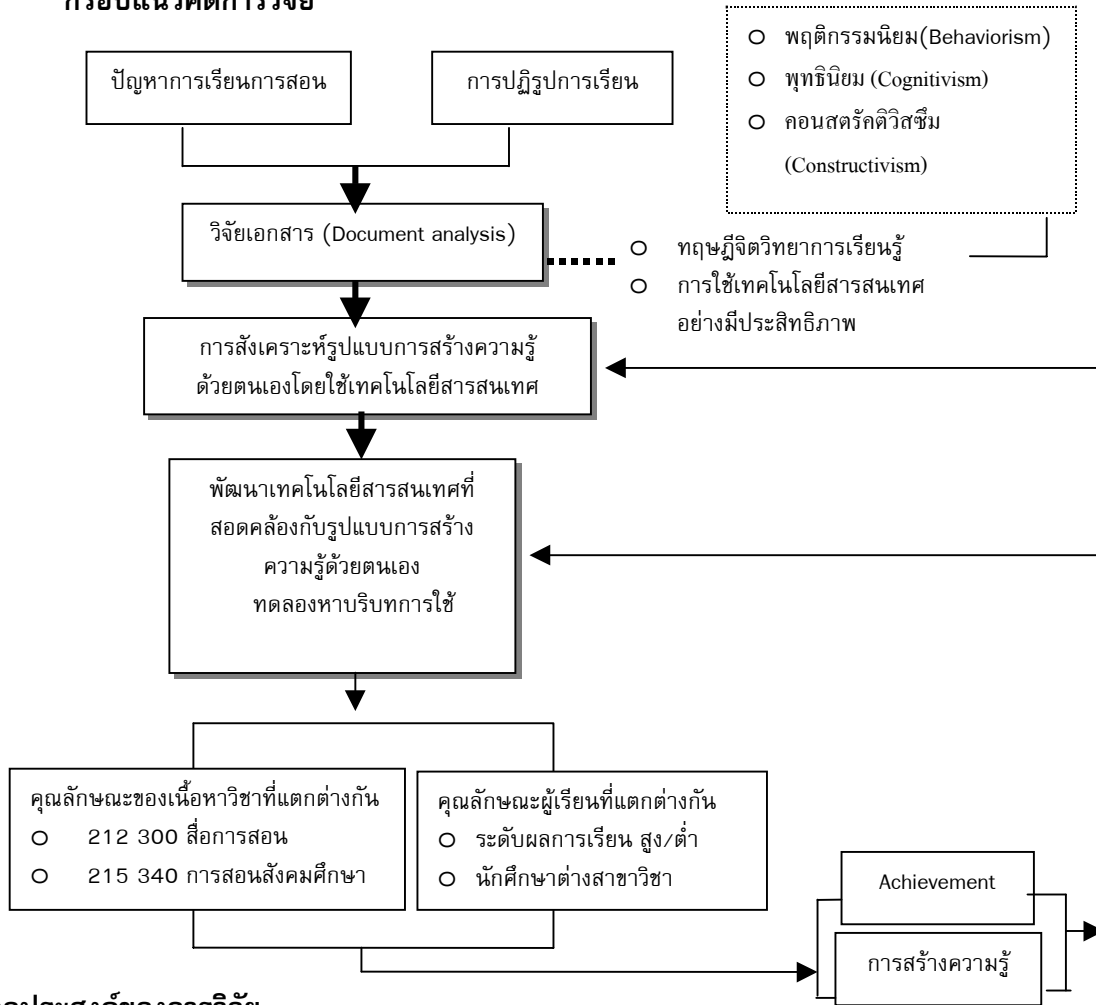 กรอบแนวคิดการวิจัย
ปัญหาการเรียนการสอน
การปฏิรูปการเรียน
o พฤติกรรมนิยม(Behaviorism)
o พุทธินิยม (Cognitivism)
o คอนสตรัคติวิสซึม
(Constructivism)
วิจัยเอกสาร (Document analysis)
o ทฤษฎีจิตวิทยาการเรียนรู้
o การใช้เทคโนโลยีสารสนเทศ
อย่างมีประสิทธิภาพ
การสังเคราะห์รูปแบบการสร้างความรู้
ด้วยตนเองโดยใช้เทคโนโลยีสารสนเทศ
พัฒนาเทคโนโลยีสารสนเทศที่
สอดคล้องกับรูปแบบการสร้าง
ความรู้ด้วยตนเอง
ทดลองหาบริบทการใช้
คุณลักษณะของเนื้อหาวิชาที่แตกต่างกัน
o 212 300 สื่อการสอน
o 215 340 การสอนสังคมศึกษา
คุณลักษณะผู้เรียนที่แตกต่างกัน
o ระดับผลการเรียน สูง/ต่ำ
o นักศึกษาต่างสาขาวิชา
Achievement
การสร้างความรู้